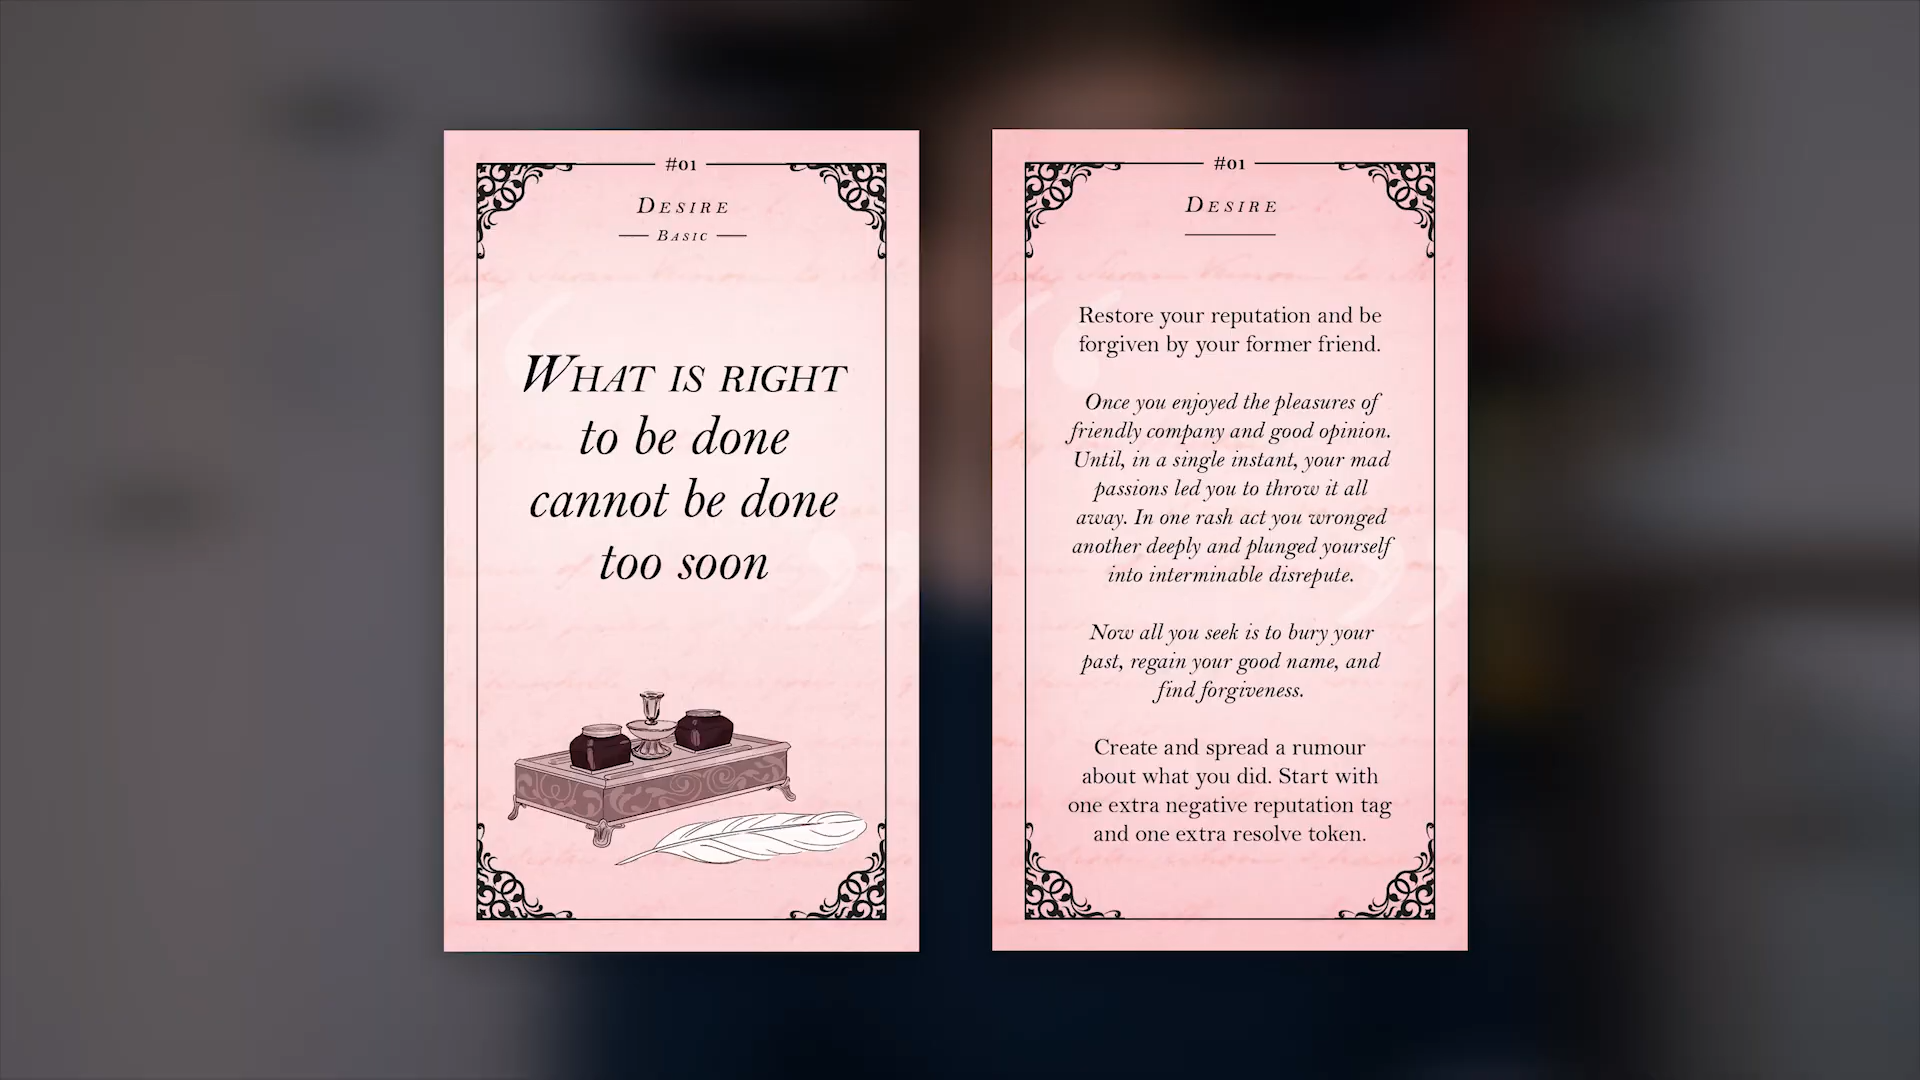 #01
DESIRE
BASIC
WHAT IS RIGHT
to be done
cannot be done
too soon
#01
DESIRE
Restore your reputation and be
forgiven by your former friend.
Once you enjoyed the pleasures of
friendly company and good opinion.
Until, in a single instant, your mad
passions led you to throw it all
away. In one rash act you wronged
another deeply and plunged yourself
into interminable disrepute.
Now all you seek is to bury your
past, regain your good name, and
find forgiveness.
Create and spread a rumour
about what you did. Start with
one extra negative reputation tag
and one extra resolve token.